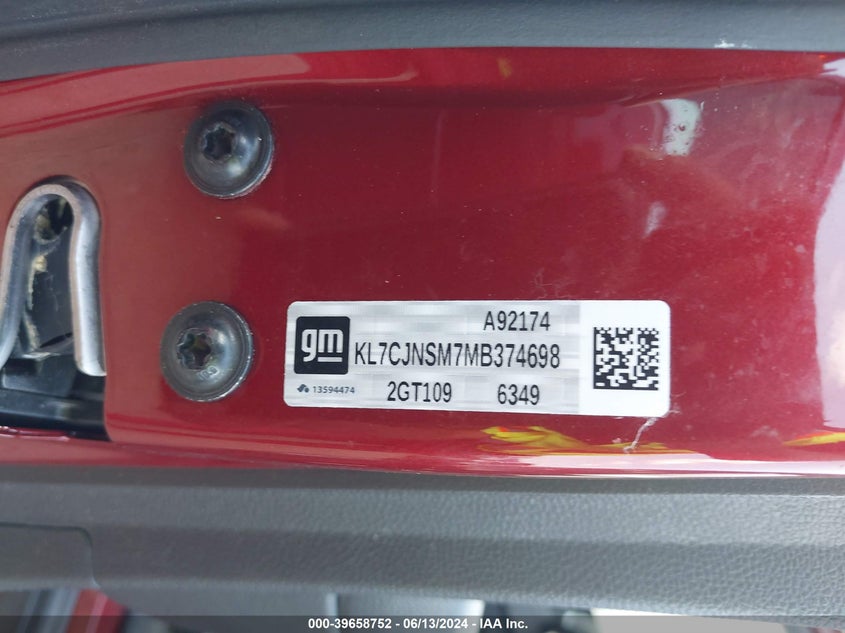 A92174
gm
KL7CJNSM7MB374698
13594474
2GT109 6349
000-39658752 - 06/13/2024 - IAA Inc.